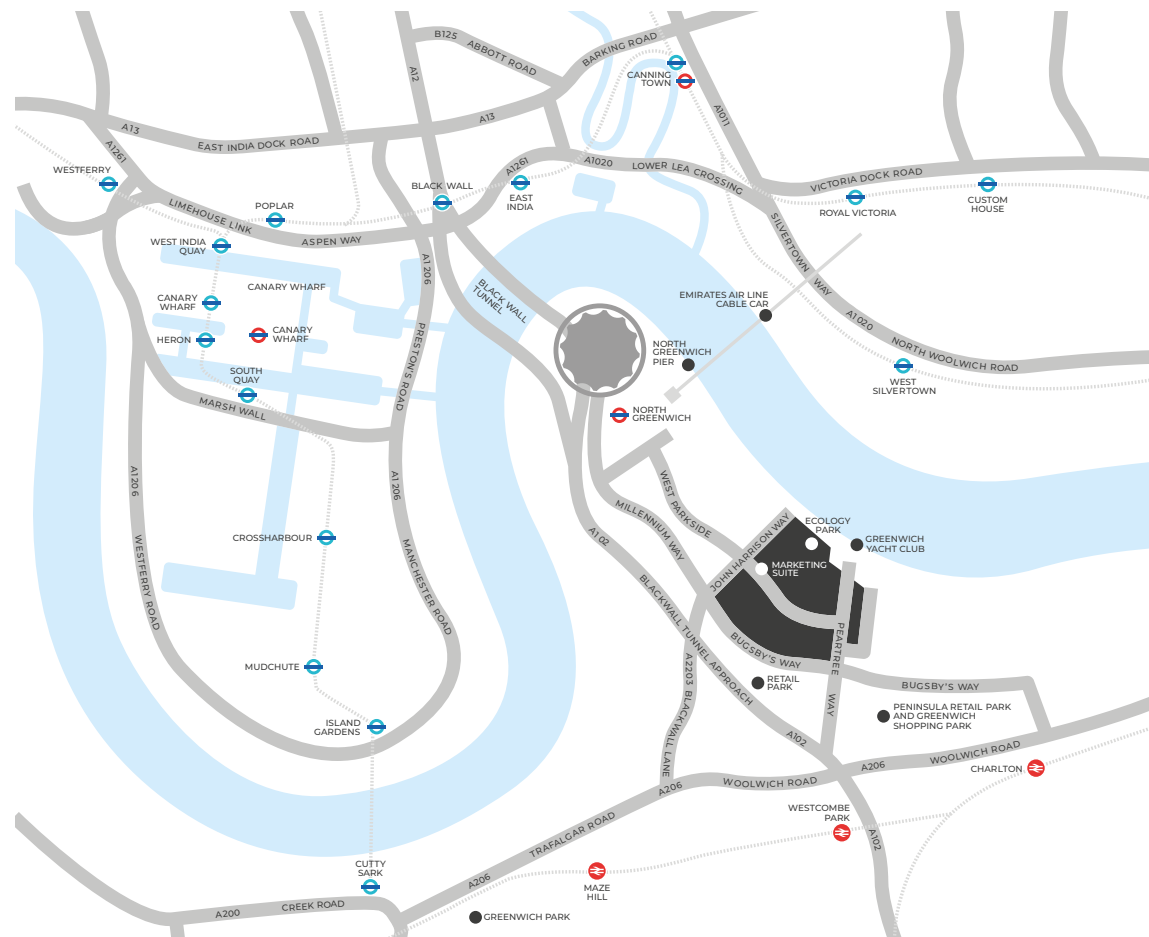 B125
ABBOTT ROAD
BARKING ROAD
A12
CANNING
TOWN
A1011
A13
A13
EAST INDIA DOCK ROAD
A1261
WESTFERRY
A1261
A1020
LOWER LEA CROSSING
VICTORIA DOCK ROAD
BLACK WALL
EAST
INDIA
ROYAL VICTORIA
CUSTOM
HOUSE
POPLAR
LIMEHOUSE LINK
ASPEN WAY
WEST INDIA
QUAY
SILVERTOWN WAY
A1206
CANARY WHARF
BLACK WALL
TUNNEL
EMIRATES AIR LINE
CABLE CAR
CANARY
WHARF
A1020
CANARY
WHARF
HERON
NORTH
GREENWICH
PIER
NORTH WOOLWICH ROAD
PRESTON'S ROAD
SOUTH
QUAY
WEST
SILVERTOWN
MARSH WALL
NORTH
GREENWICH
A1206
A1206
WEST PARKSIDE
MILLENNIUM WAY
A102
JOHN HARRISON WAY
ECOLOGY
PARK
GREENWICH
YACHT CLUB
CROSSHARBOUR
MARKETING
SUITE
WESTFERRY ROAD
MANCHESTER ROAD
BLACKWALL TUNNEL APPROACH
PEARTREE WAY
BUGSBY'S WAY
MUDCHUTE
A2203
BLACKWALL LANE
RETAIL
PARK
BUGSBY'S WAY
PENINSULA RETAIL PARK
AND GREENWICH
SHOPPING PARK
ISLAND
GARDENS
A102
WOOLWICH ROAD
A206
CHARLTON
WOOLWICH ROAD
A206
WESTCOMBE
PARK
TRAFALGAR ROAD
A102
CUTTY
SARK
A206
MAZE
HILL
CREEK ROAD
A200
GREENWICH PARK